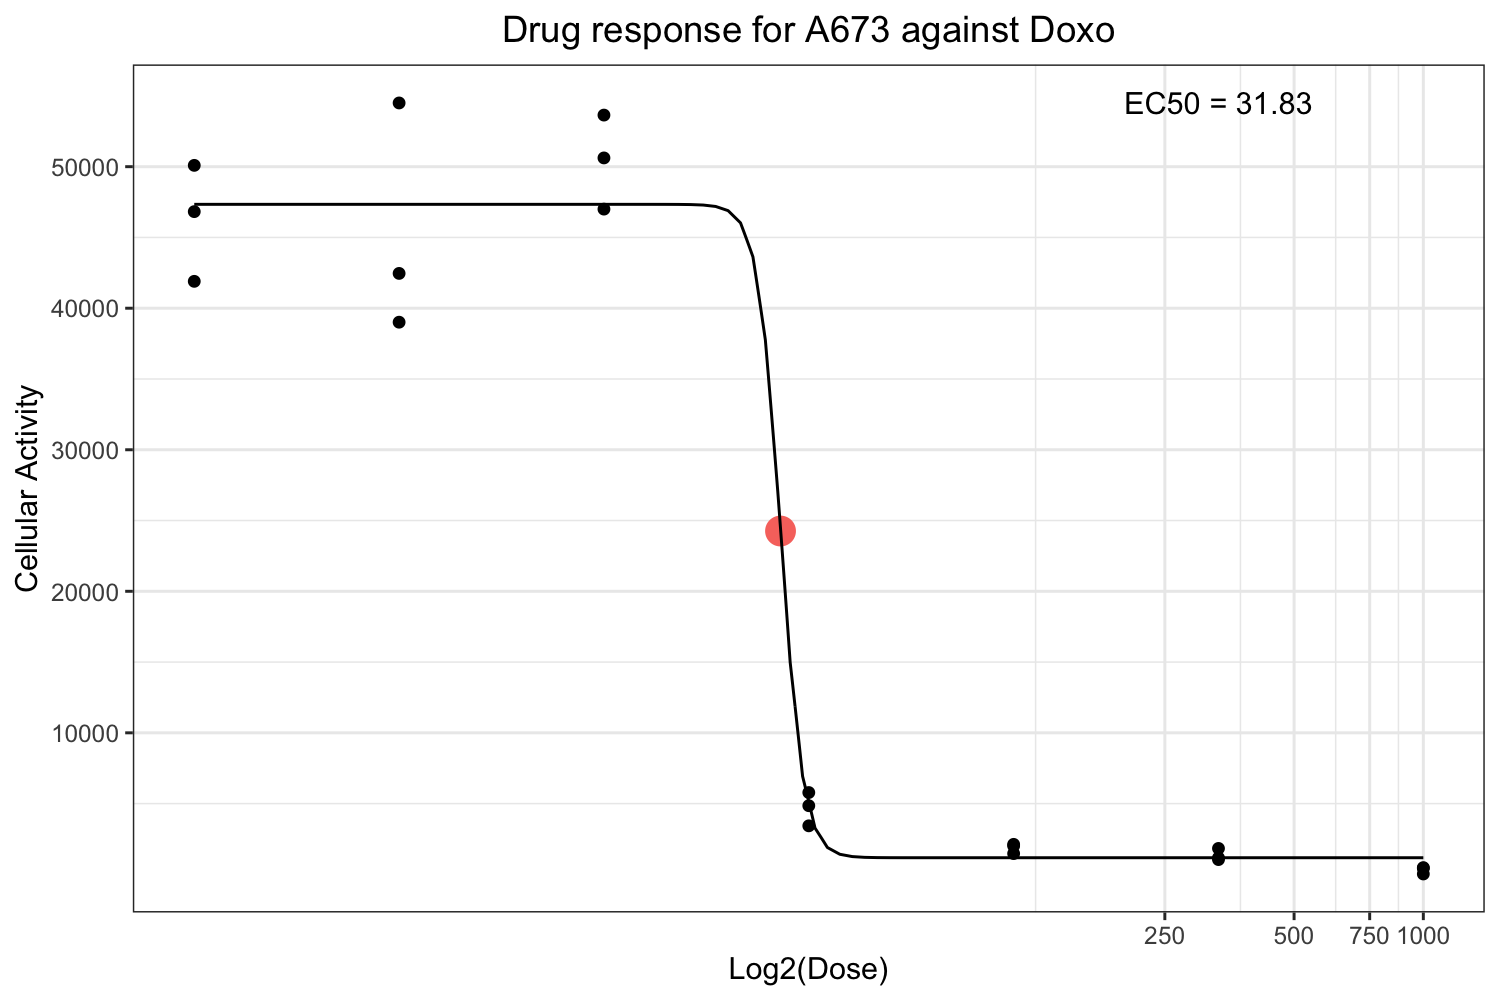 Drug response for A673 against Doxo
EC50 = 31.83
50000
40000
30000
20000
10000
Cellular Activity
250 500 750 1000
Log2(Dose)